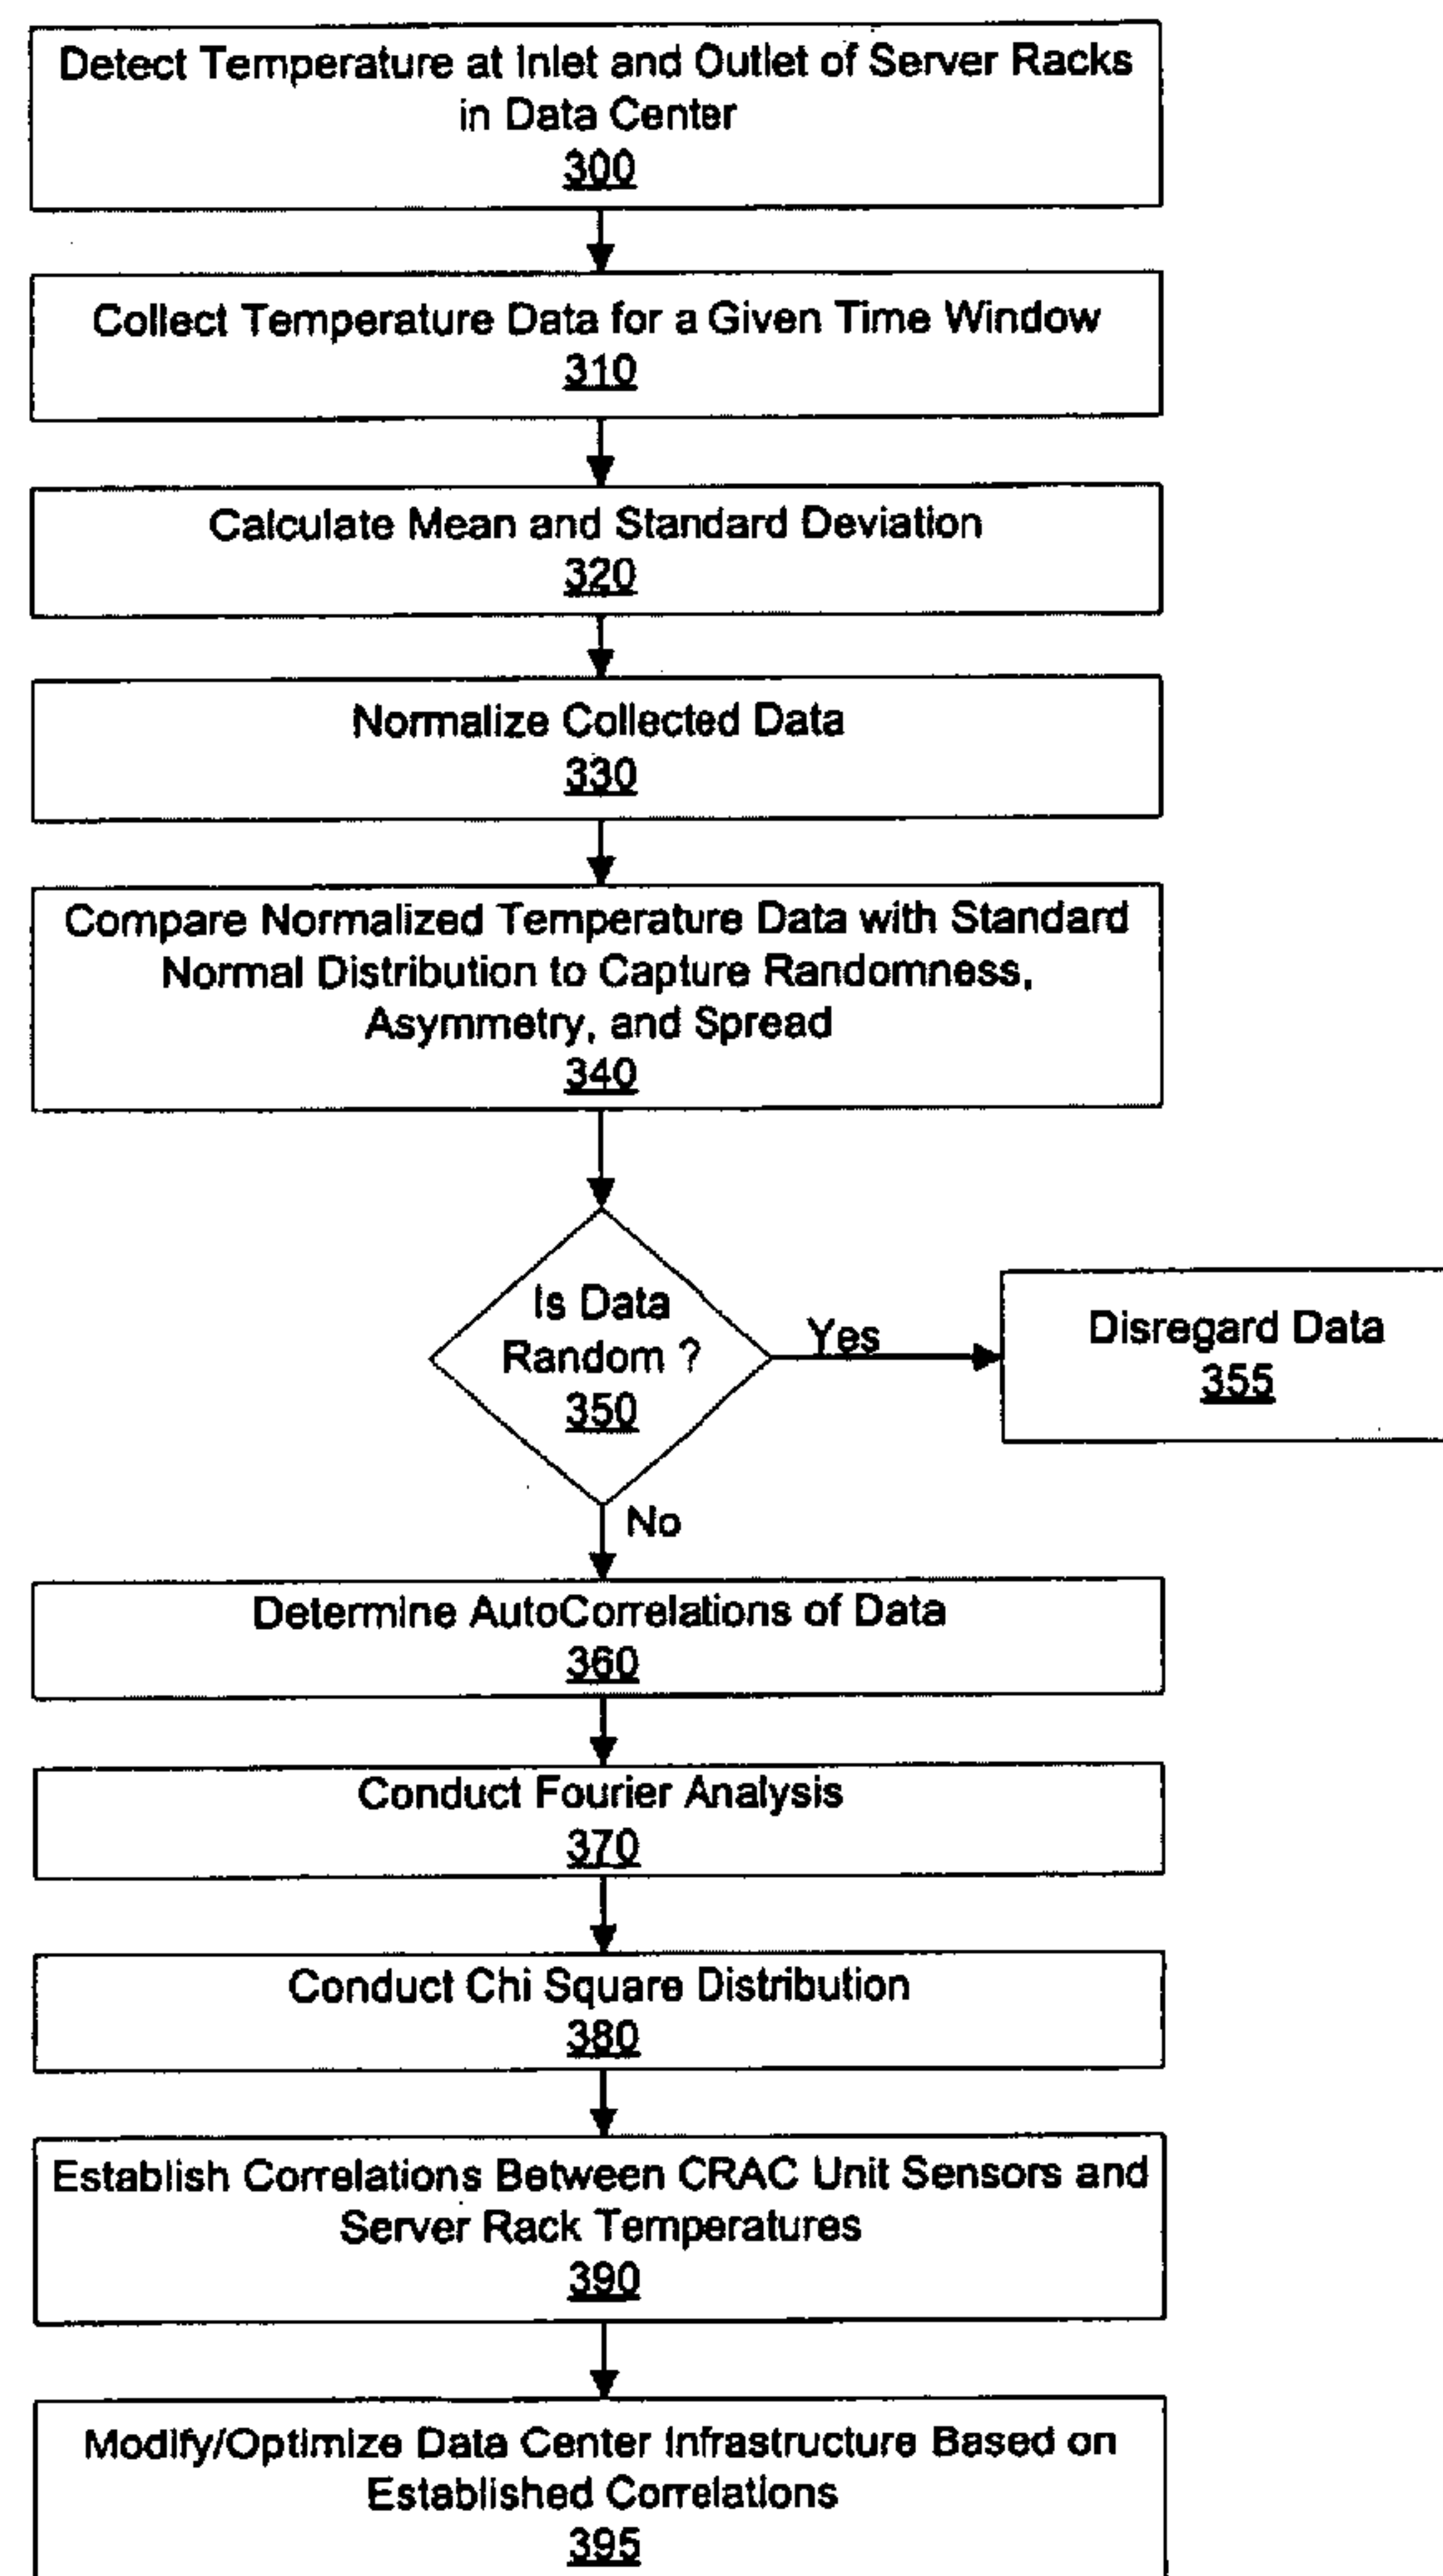 Detect Temperature at Inlet and Outlet of Server Racks
in Data Center
300
Collect Temperature Data for a Given Time Window
310
Calculate Mean and Standard Deviation
320
Normalize Collected Data
330
Compare Normalized Temperature Data with Standard
Normal Distribution to Capture Randomness,
Asymmetry, and Spread
340
Is Data
Random ?
350
Yes
Disregard Data
355
No
Determine AutoCorrelations of Data
360
Conduct Fourier Analysis
370
Conduct Chi Square Distribution
380
Establish Correlations Between CRAC Unit Sensors and
Server Rack Temperatures
390
Modify/Optimize Data Center Infrastructure Based on
Established Correlations
395